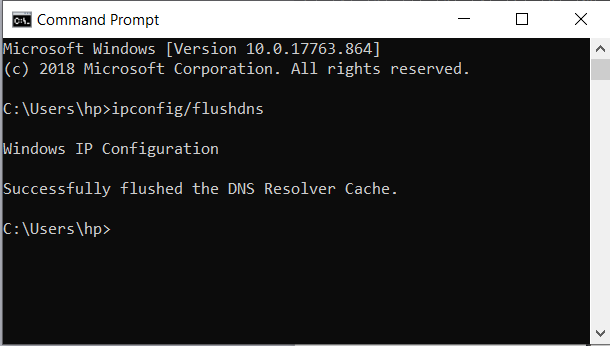 Command Prompt
Microsoft Windows [Version 10.0.17763.864]
(c) 2018 Microsoft Corporation. All rights reserved.
C:\Users\hp>ipconfig/flushdns
Windows IP Configuration
Successfully flushed the DNS Resolver Cache.
C:\Users\hp>